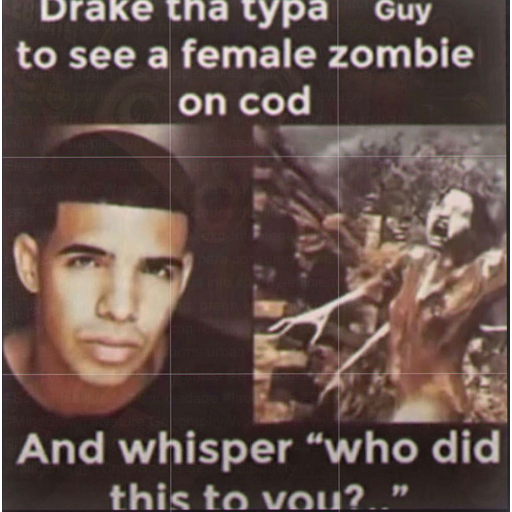 Drake tha typa Guy
to see a female zombie
on cod
And whisper “who did
this to you?..”